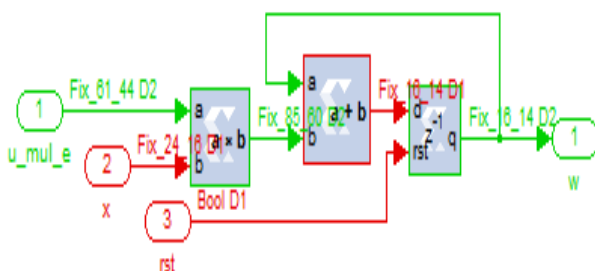 Fix_61_44 D2
1
u_mul_e
a
a × b
b
Fix_24_16 D1
2
x
Bool D1
3
rst
Fix_85_60 D2
a
a + b
b
Fix_16_14 D1
d
z-1
q
rst
Fix_16_14 D2
1
w